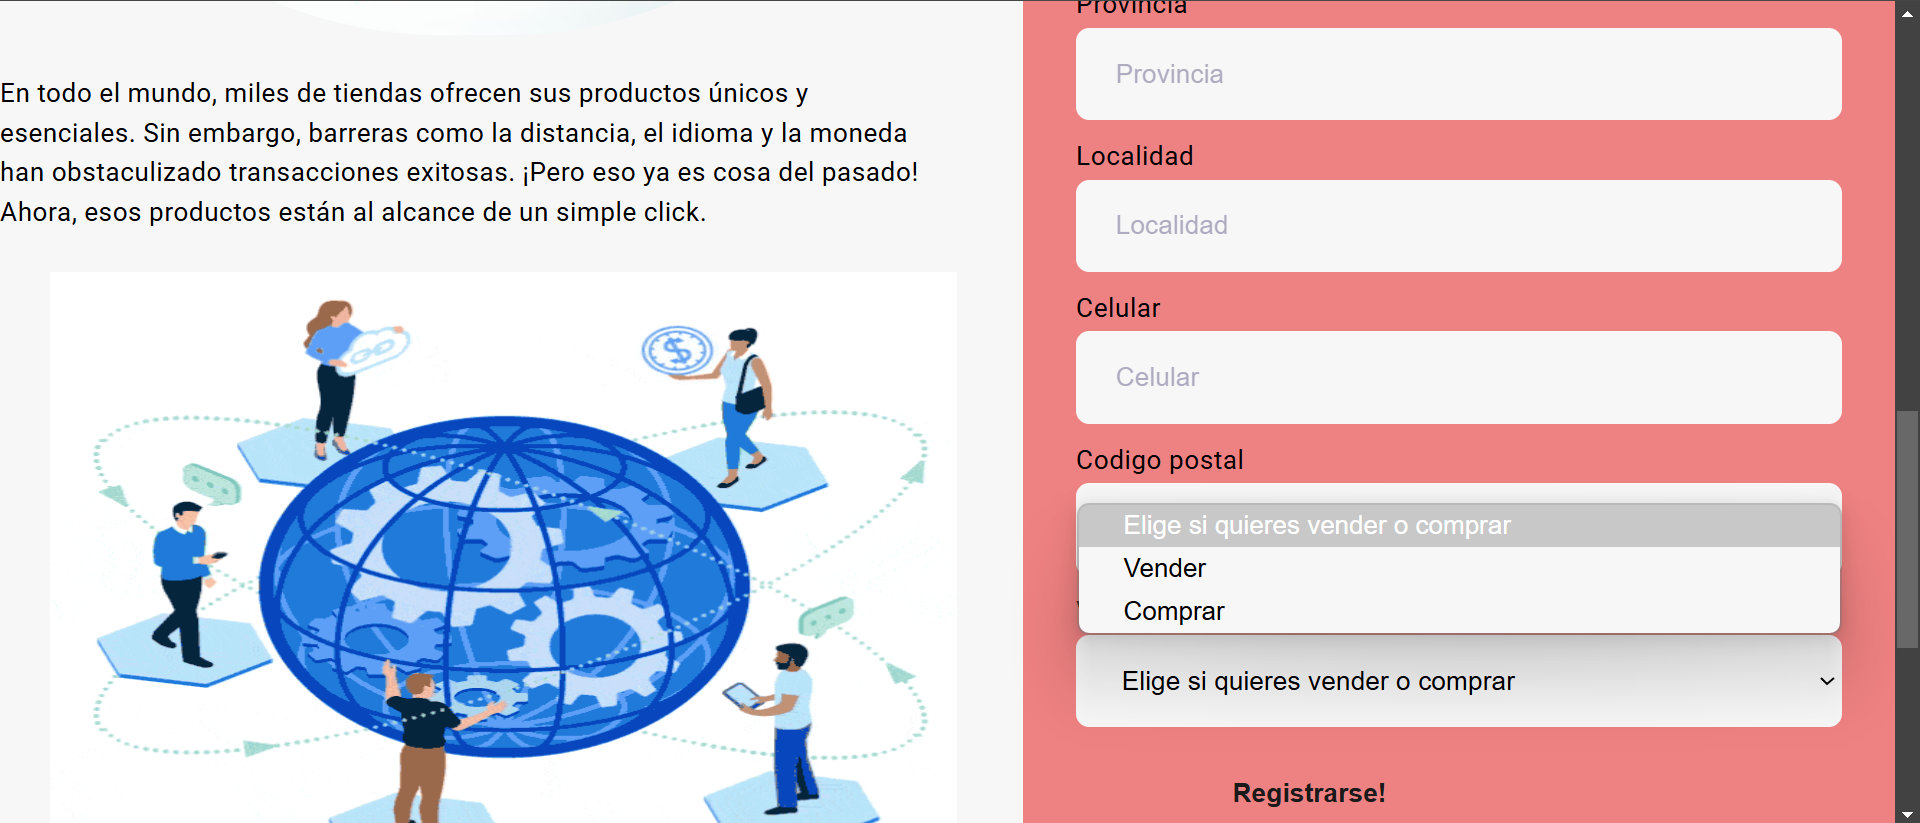 En todo el mundo, miles de tiendas ofrecen sus productos únicos y
esenciales. Sin embargo, barreras como la distancia, el idioma y la moneda
han obstaculizado transacciones exitosas. ¡Pero eso ya es cosa del pasado!
Ahora, esos productos están al alcance de un simple click.
$
Provincia
Provincia
Localidad
Localidad
Celular
Celular
Codigo postal
Elige si quieres vender o comprar
Vender
Comprar
Elige si quieres vender o comprar
Registrarse!